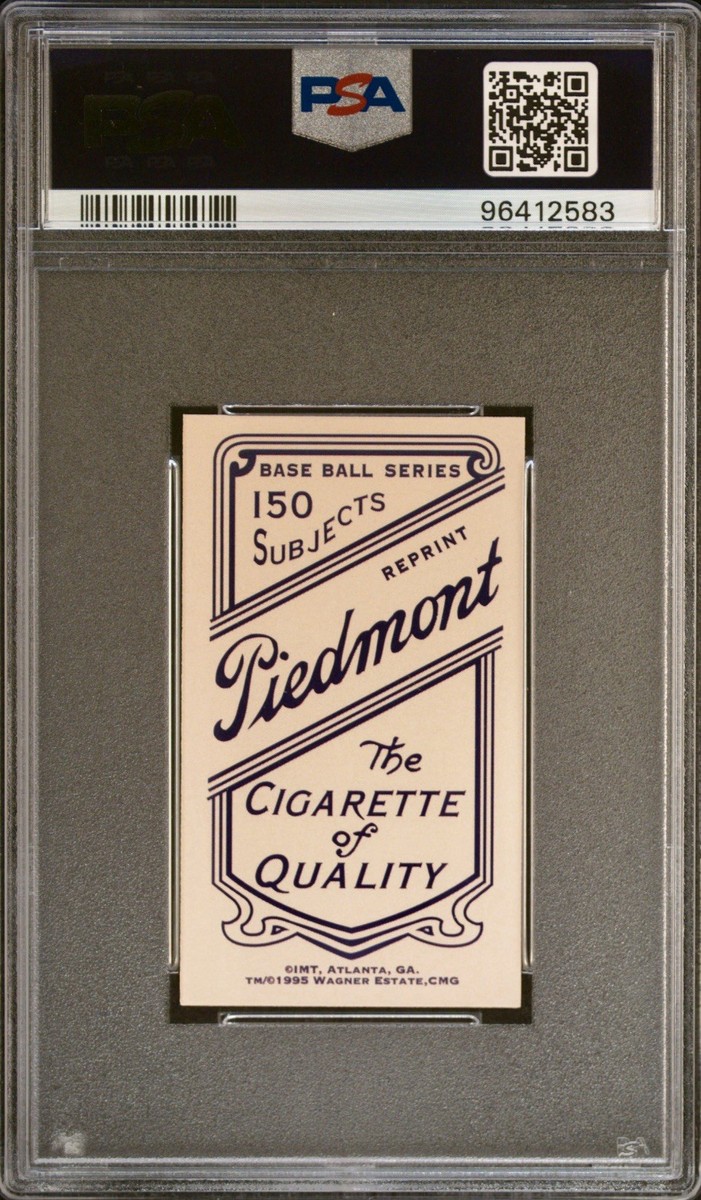 PSA
96412583
BASE BALL SERIES
150
SUBJECTS
REPRINT
Piedmont
The
CIGARETTE
of
QUALITY
©IMT, ATLANTA, GA.
TM/©1995 WAGNER ESTATE,CMG
PSA